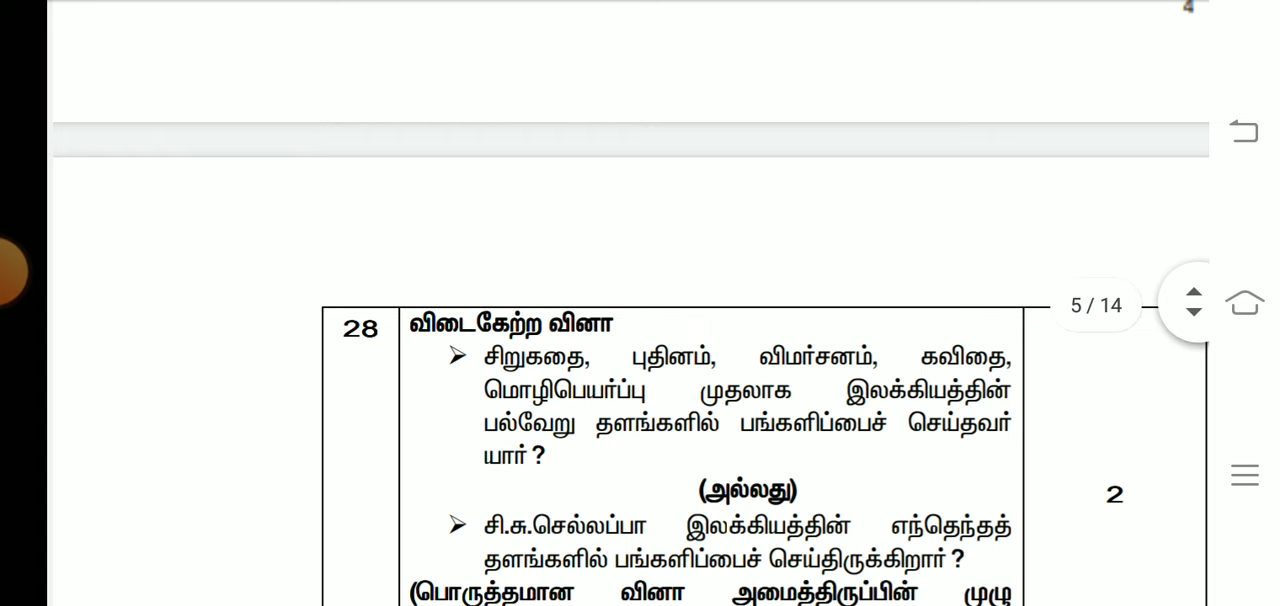 4
5 / 14
28 விடைகேற்ற வினா
➢ சிறுகதை, புதினம், விமர்சனம், கவிதை,
மொழிபெயர்ப்பு முதலாக இலக்கியத்தின்
பல்வேறு தளங்களில் பங்களிப்பைச் செய்தவர்
யார் ?
(அல்லது)
2
➢ சி.சு.செல்லப்பா இலக்கியத்தின் எந்தெந்தத்
தளங்களில் பங்களிப்பைச் செய்திருக்கிறார் ?
(பொருத்தமான வினா அமைத்திருப்பின் முழு